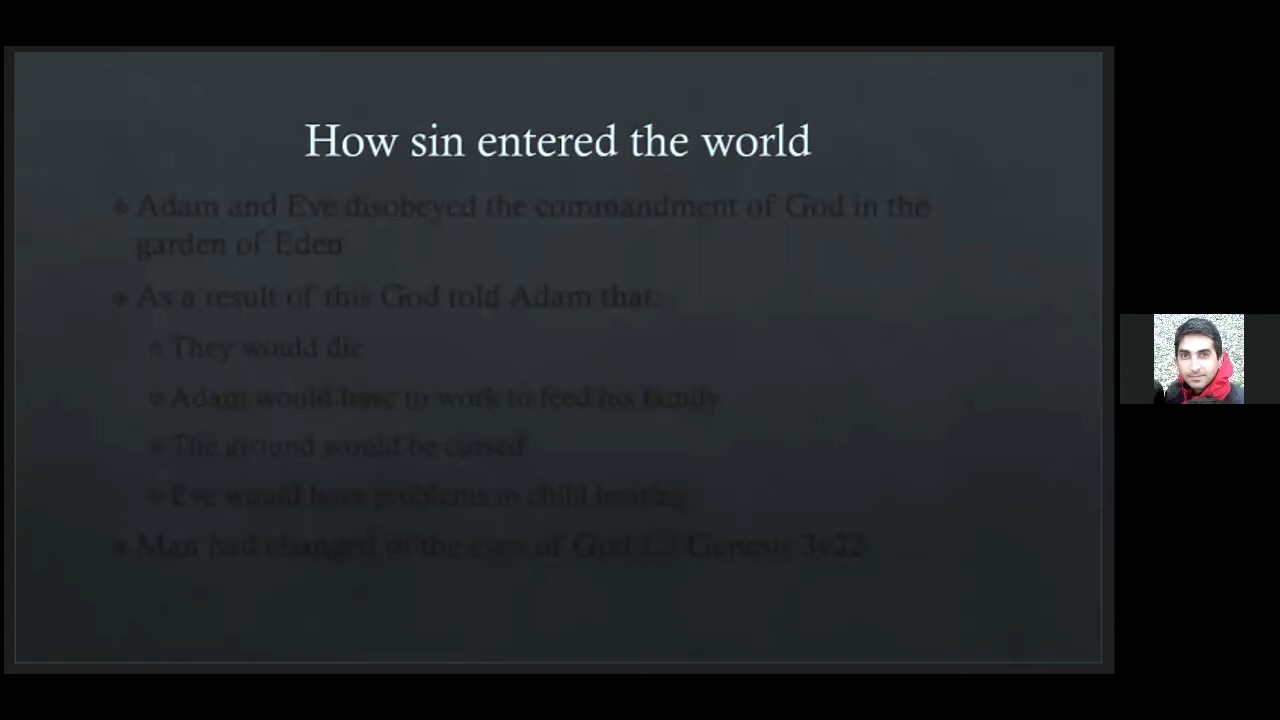 How sin entered the world
Adam and Eve disobeyed the commandment of God in the
garden of Eden
As a result of this God told Adam that:
They would die
Adam would have to work to feed his family
The ground would be cursed
Eve would have problems in child bearing
Man had changed in the eyes of God Genesis 3v22